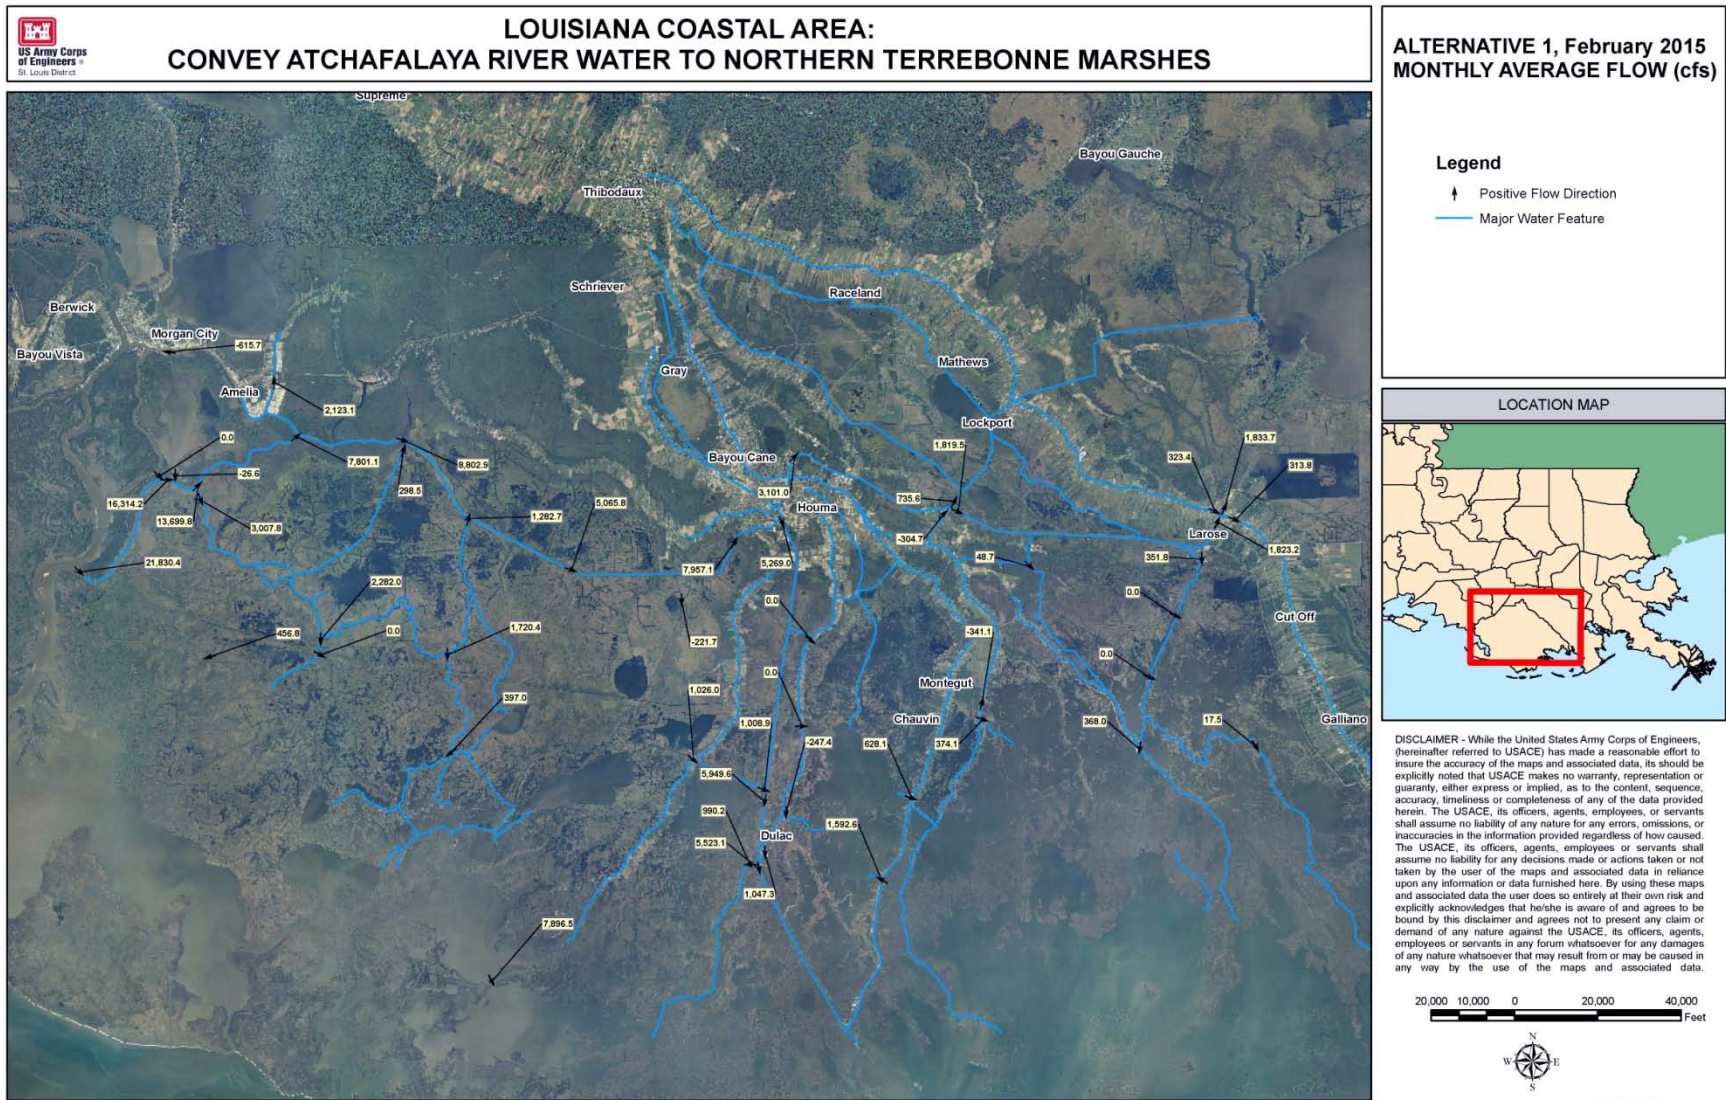 US Army Corps
of Engineers ®
St. Louis District
LOUISIANA COASTAL AREA:
CONVEY ATCHAFALAYA RIVER WATER TO NORTHERN TERREBONNE MARSHES
ALTERNATIVE 1, February 2015
MONTHLY AVERAGE FLOW (cfs)
Legend
Positive Flow Direction
Major Water Feature
LOCATION MAP
Supreme
Bayou Gauche
Thibodaux
Schriever
Raceland
Berwick
Morgan City
-615.7
Bayou Vista
Mathews
Gray
Amelia
2,123.1
Lockport
0.0
7,801.1
8,802.9
Bayou Cane
1,819.5
1,833.7
323.4
313.8
-26.6
298.5
3,101.0
735.6
16,314.2
5,065.8
Houma
13,699.8
3,007.8
1,282.7
-304.7
Larose
1,823.2
21,830.4
7,957.1
5,269.0
48.7
351.8
2,282.0
0.0
0.0
Cut Off
456.8
0.0
1,720.4
-221.7
-341.1
0.0
0.0
Montegut
397.0
1,026.0
1,008.9
Chauvin
368.0
17.5
Galliano
-247.4
628.1
374.1
5,949.6
990.2
1,592.6
Dulac
5,523.1
1,047.3
7,896.5
DISCLAIMER - While the United States Army Corps of Engineers,
(hereinafter referred to USACE) has made a reasonable effort to
insure the accuracy of the maps and associated data, its should be
explicitly noted that USACE makes no warranty, representation or
guaranty, either express or implied, as to the content, sequence,
accuracy, timeliness or completeness of any of the data provided
herein. The USACE, its officers, agents, employees, or servants
shall assume no liability of any nature for any errors, omissions, or
inaccuracies in the information provided regardless of how caused.
The USACE, its officers, agents, employees or servants shall
assume no liability for any decisions made or actions taken or not
taken by the user of the maps and associated data in reliance
upon any information or data furnished here. By using these maps
and associated data the user does so entirely at their own risk and
explicitly acknowledges that he/she is aware of and agrees to be
bound by this disclaimer and agrees not to present any claim or
demand of any nature against the USACE, its officers, agents,
employees or servants in any forum whatsoever for any damages
of any nature whatsoever that may result from or may be caused in
any way by the use of the maps and associated data.
20,000 10,000 0 20,000 40,000
Feet
N
W E
S